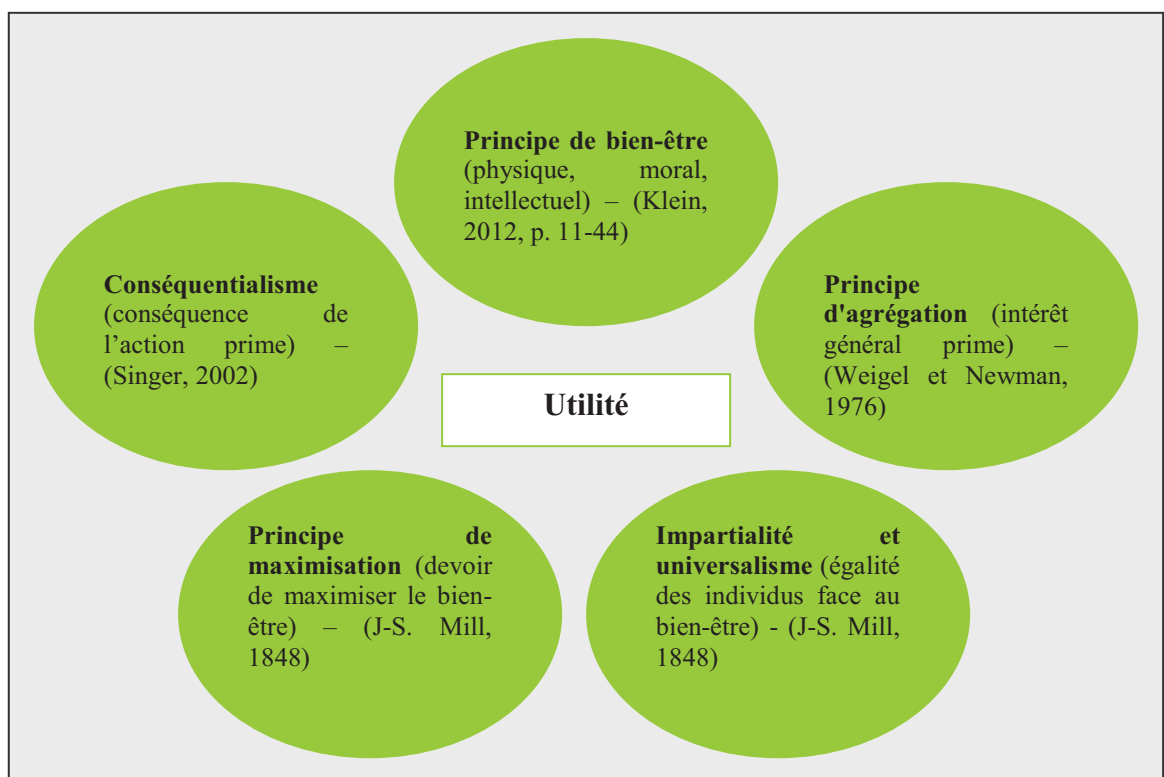 Principe de bien-être
(physique, moral,
intellectuel) – (Klein,
2012, p. 11-44)
Conséquentialisme
(conséquence de
l’action prime) –
(Singer, 2002)
Principe
d'agrégation (intérêt
général prime) –
(Weigel et Newman,
1976)
Utilité
Principe de
maximisation (devoir
de maximiser le bien-
être) – (J-S. Mill,
1848)
Impartialité et
universalisme (égalité
des individus face au
bien-être) - (J-S. Mill,
1848)